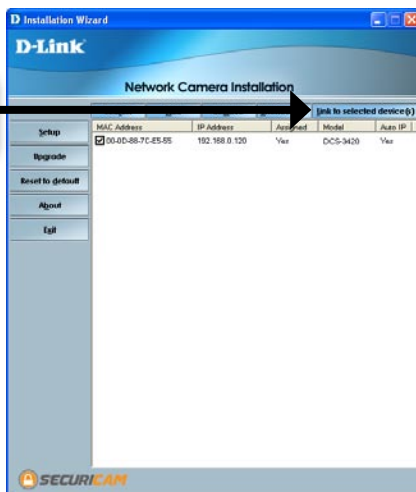 D Installation Wizard
D-Link
Network Camera Installation
Link to selected device(s)
Setup
Upgrade
Reset to default
About
Exit
MAC Address IP Address Assigned Model Auto IP
00-0D-88-7C-E5-55 192.168.0.120 Yes DCS-3420 Yes
SECURICAM